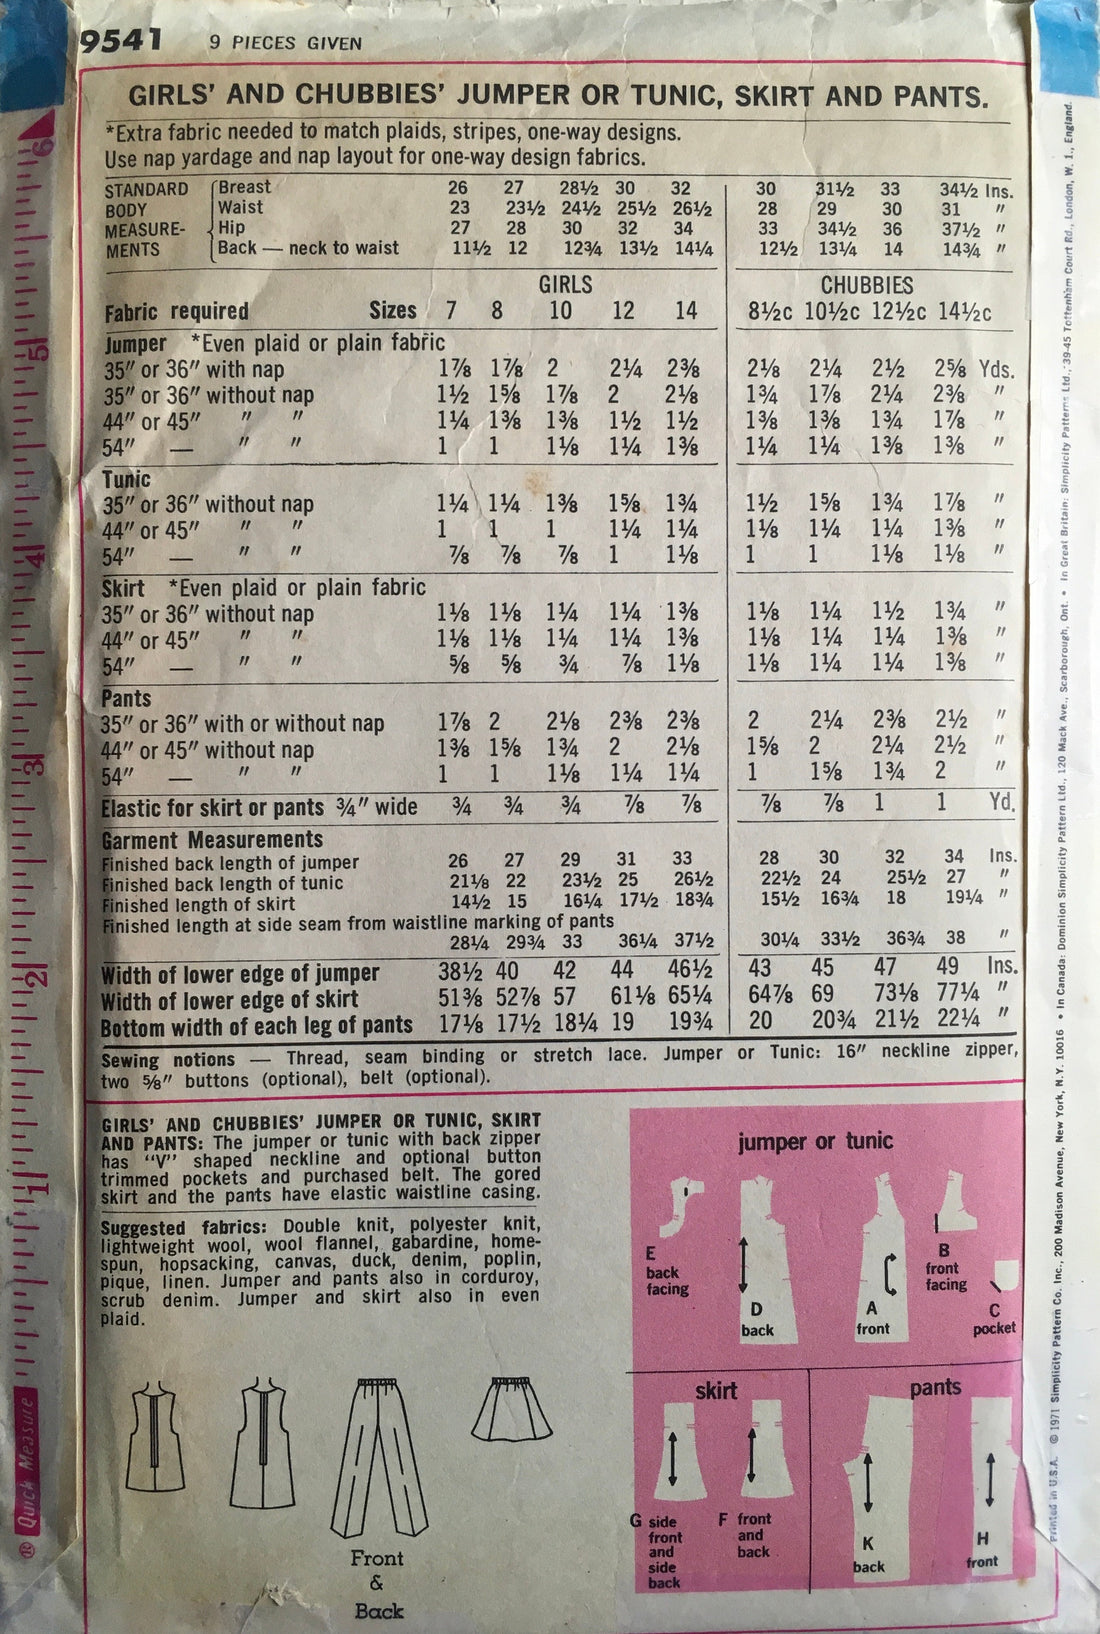 9541 9 PIECES GIVEN
GIRLS' AND CHUBBIES' JUMPER OR TUNIC, SKIRT AND PANTS.
*Extra fabric needed to match plaids, stripes, one-way designs.
Use nap yardage and nap layout for one-way design fabrics.
STANDARD Breast 26 27 28½ 30 32 30 31½ 33 34½ Ins.
BODY Waist 23 23½ 24½ 25½ 26½ 28 29 30 31 "
MEASURE- Hip 27 28 30 32 34 33 34½ 36 37½ "
MENTS Back — neck to waist 11½ 12 12¾ 13½ 14¼ 12½ 13¼ 14 14¾ "
GIRLS CHUBBIES
Fabric required Sizes 7 8 10 12 14 8½c 10½c 12½c 14½c
Jumper *Even plaid or plain fabric
35" or 36" with nap 1⅞ 1⅞ 2 2¼ 2⅜ 2⅛ 2¼ 2½ 2⅝ Yds.
35" or 36" without nap 1½ 1⅝ 1⅞ 2 2⅛ 1¾ 1⅞ 2¼ 2⅜ "
44" or 45" " " 1¼ 1⅜ 1⅜ 1½ 1½ 1⅜ 1⅜ 1¾ 1⅞ "
54" — " " 1 1 1⅛ 1¼ 1⅜ 1¼ 1¼ 1⅜ 1⅜ "
Tunic
35" or 36" without nap 1¼ 1¼ 1⅜ 1⅝ 1¾ 1½ 1⅝ 1¾ 1⅞ "
44" or 45" " " 1 1 1 1¼ 1¼ 1⅛ 1¼ 1¼ 1⅜ "
54" — " " ⅞ ⅞ ⅞ 1 1⅛ 1 1 1⅛ 1⅛ "
Skirt *Even plaid or plain fabric
35" or 36" without nap 1⅛ 1⅛ 1¼ 1¼ 1⅜ 1⅛ 1¼ 1½ 1¾ "
44" or 45" " " 1⅛ 1⅛ 1¼ 1¼ 1⅜ 1⅛ 1¼ 1¼ 1⅜ "
54" — " " ⅝ ⅝ ¾ ⅞ 1⅛ 1⅛ 1¼ 1¼ 1⅜ "
Pants
35" or 36" with or without nap 1⅞ 2 2⅛ 2⅜ 2⅜ 2 2¼ 2⅜ 2½ "
44" or 45" without nap 1⅜ 1⅝ 1¾ 2 2⅛ 1⅝ 2 2¼ 2½ "
54" — " " 1 1 1⅛ 1¼ 1¼ 1 1⅝ 1¾ 2 "
Elastic for skirt or pants ¾" wide ¾ ¾ ¾ ⅞ ⅞ ⅞ ⅞ 1 1 Yd.
Garment Measurements
Finished back length of jumper 26 27 29 31 33 28 30 32 34 Ins.
Finished back length of tunic 21⅛ 22 23½ 25 26½ 22½ 24 25½ 27 "
Finished length of skirt 14½ 15 16¼ 17½ 18¾ 15½ 16¾ 18 19¼ "
Finished length at side seam from waistline marking of pants
28¼ 29¾ 33 36¼ 37½ 30¼ 33½ 36¾ 38 "
Width of lower edge of jumper 38½ 40 42 44 46½ 43 45 47 49 Ins.
Width of lower edge of skirt 51⅜ 52⅞ 57 61⅛ 65¼ 64⅞ 69 73⅛ 77¼ "
Bottom width of each leg of pants 17⅛ 17½ 18¼ 19 19¾ 20 20¾ 21½ 22¼ "
Sewing notions — Thread, seam binding or stretch lace. Jumper or Tunic: 16" neckline zipper,
two ⅝" buttons (optional), belt (optional).
GIRLS' AND CHUBBIES' JUMPER OR TUNIC, SKIRT
AND PANTS: The jumper or tunic with back zipper
has "V" shaped neckline and optional button
trimmed pockets and purchased belt. The gored
skirt and the pants have elastic waistline casing.
Suggested fabrics: Double knit, polyester knit,
lightweight wool, wool flannel, gabardine, home-
spun, hopsacking, canvas, duck, denim, poplin,
pique, linen. Jumper and pants also in corduroy,
scrub denim. Jumper and skirt also in even
plaid.
Front
&
Back
jumper or tunic
E
back
facing
D
back
A
front
B
front
facing
C
pocket
skirt
G side
front
and
side
back
F front
and
back
pants
K
back
H
front
6
5
4
3
2
1
Quick Measure
®
Printed in U.S.A. © 1971 Simplicity Pattern Co. Inc., 200 Madison Avenue, New York, N.Y. 10016 • In Canada: Dominion Simplicity Pattern Ltd., 120 Mack Ave., Scarborough, Ont. • In Great Britain: Simplicity Patterns Ltd., 39-45 Tottenham Court Rd., London, W. 1., England.